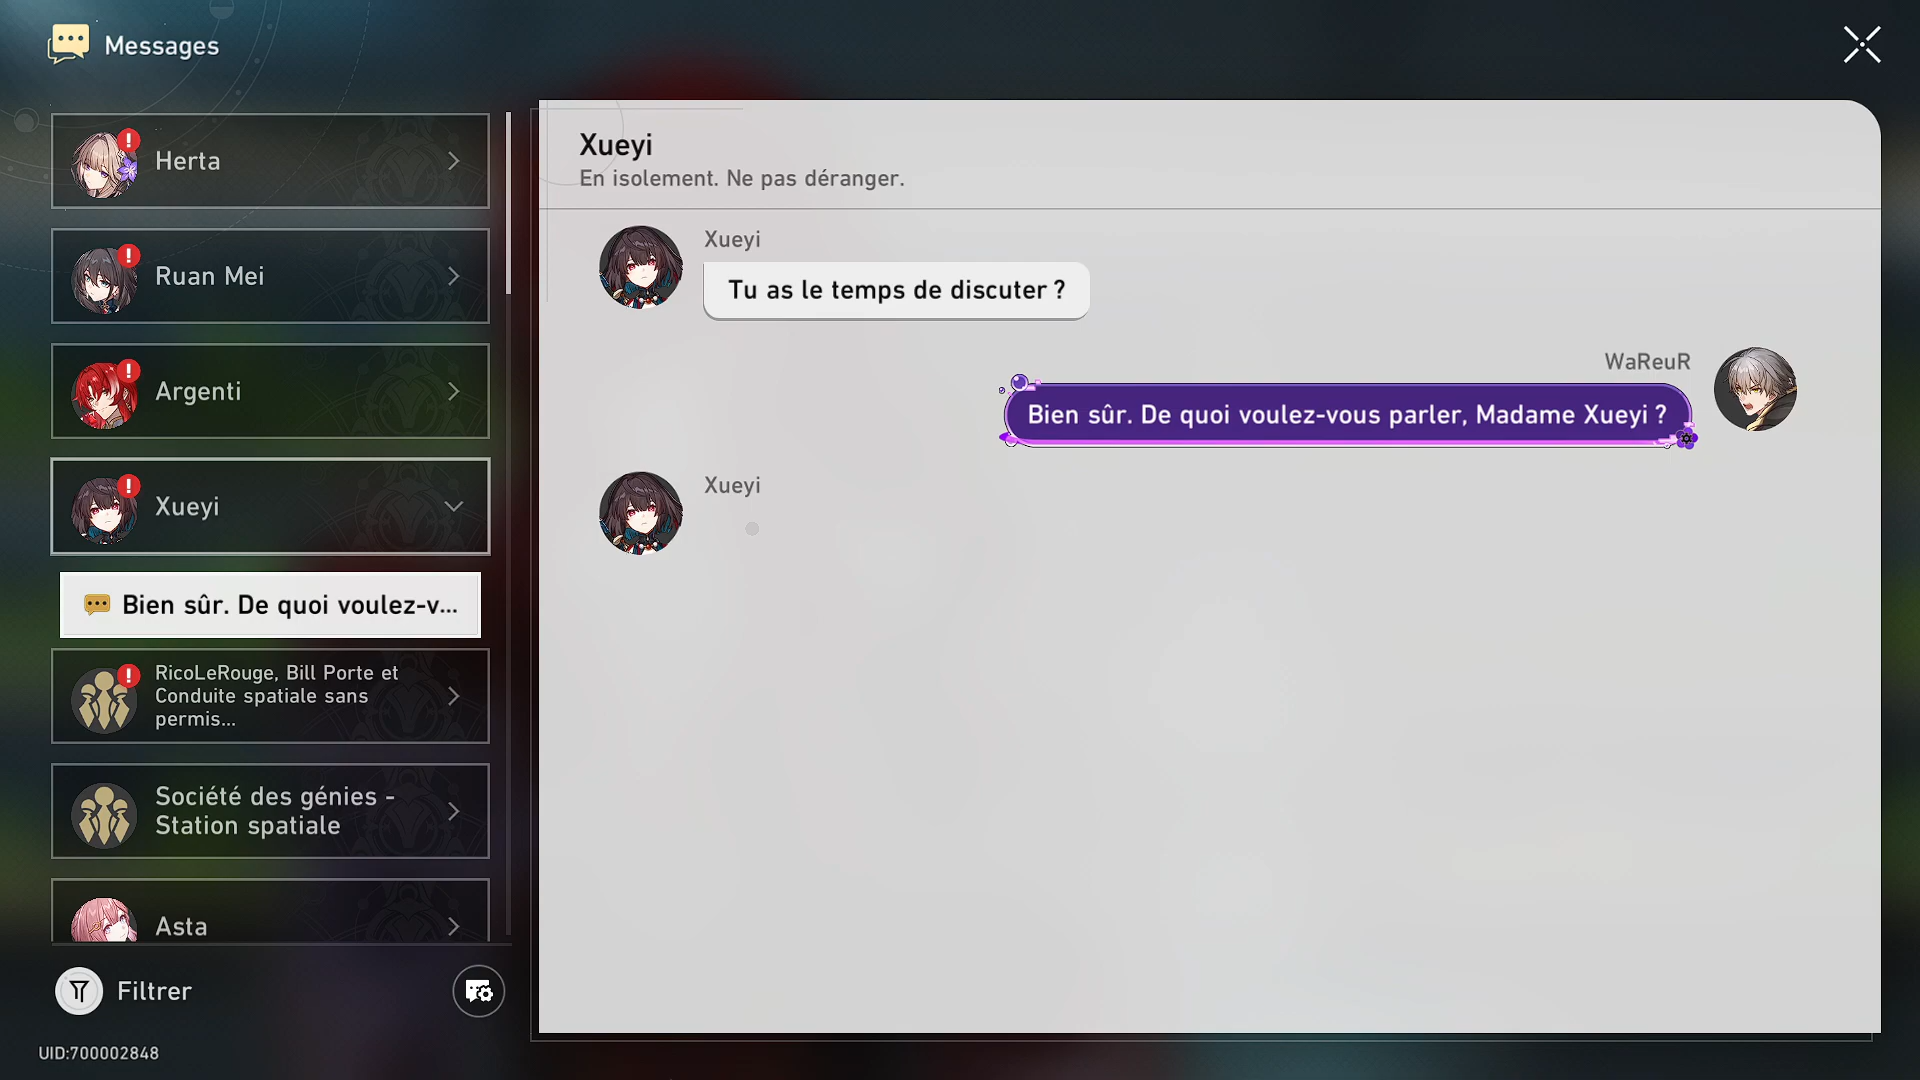 Messages
Herta
Ruan Mei
Argenti
Xueyi
Bien sûr. De quoi voulez-v...
RicoLeRouge, Bill Porte et
Conduite spatiale sans
permis...
Société des génies -
Station spatiale
Asta
Filtrer
UID:700002848
Xueyi
En isolement. Ne pas déranger.
Xueyi
Tu as le temps de discuter ?
WaReuR
Bien sûr. De quoi voulez-vous parler, Madame Xueyi ?
Xueyi